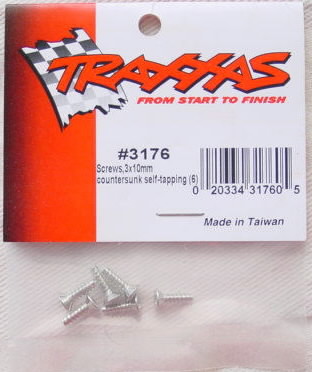 TRAXXAS
FROM START TO FINISH
#3176
Screws,3x10mm
countersunk self-tapping (6)
0 20334 31760 5
Made in Taiwan